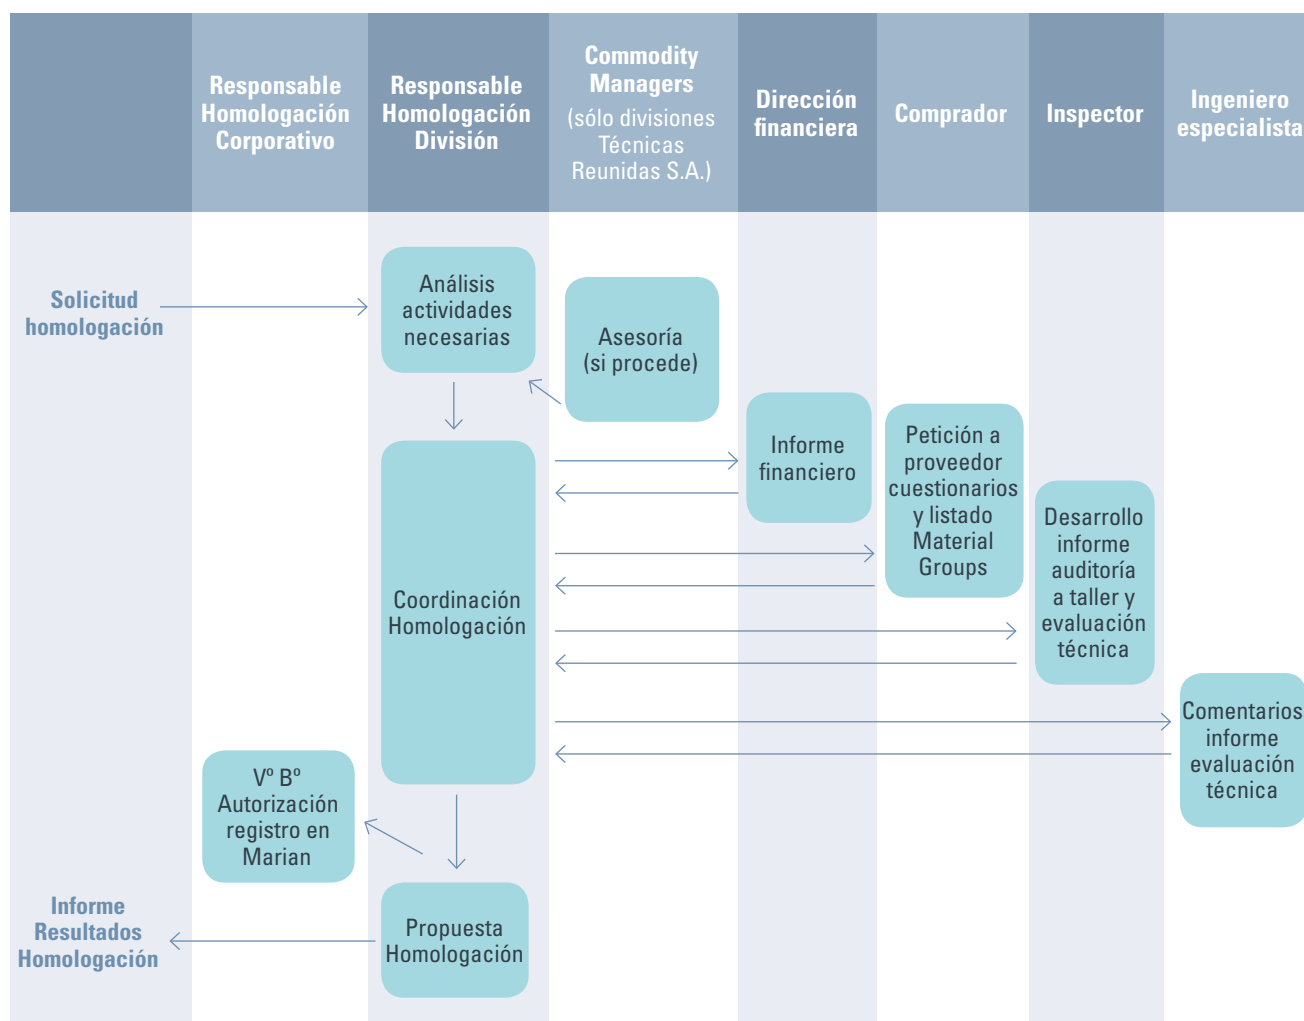 Responsable
Homologación
Corporativo
Responsable
Homologación
División
Commodity
Managers
(sólo divisiones
Técnicas
Reunidas S.A.)
Dirección
financiera
Comprador
Inspector
Ingeniero
especialista
Solicitud
homologación
Análisis
actividades
necesarias
Asesoría
(si procede)
Informe
financiero
Petición a
proveedor
cuestionarios
y listado
Material
Groups
Desarrollo
informe
auditoría
a taller y
evaluación
técnica
Coordinación
Homologación
Comentarios
informe
evaluación
técnica
Vº Bº
Autorización
registro en
Marian
Informe
Resultados
Homologación
Propuesta
Homologación